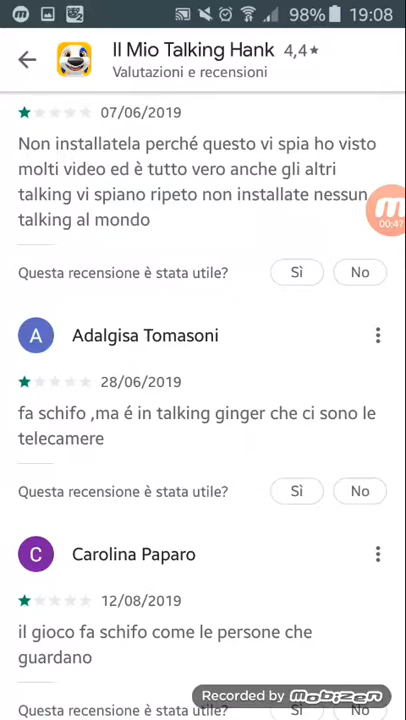 98% 19:08
Il Mio Talking Hank 4,4★
Valutazioni e recensioni
07/06/2019
Non installatela perché questo vi spia ho visto
molti video ed è tutto vero anche gli altri
talking vi spiano ripeto non installate nessun
talking al mondo
00:47
Questa recensione è stata utile? Sì No
A Adalgisa Tomasoni
28/06/2019
fa schifo ,ma é in talking ginger che ci sono le
telecamere
Questa recensione è stata utile? Sì No
C Carolina Paparo
12/08/2019
il gioco fa schifo come le persone che
guardano
Questa recensione è stata utile? Sì No
Recorded by Mobizen